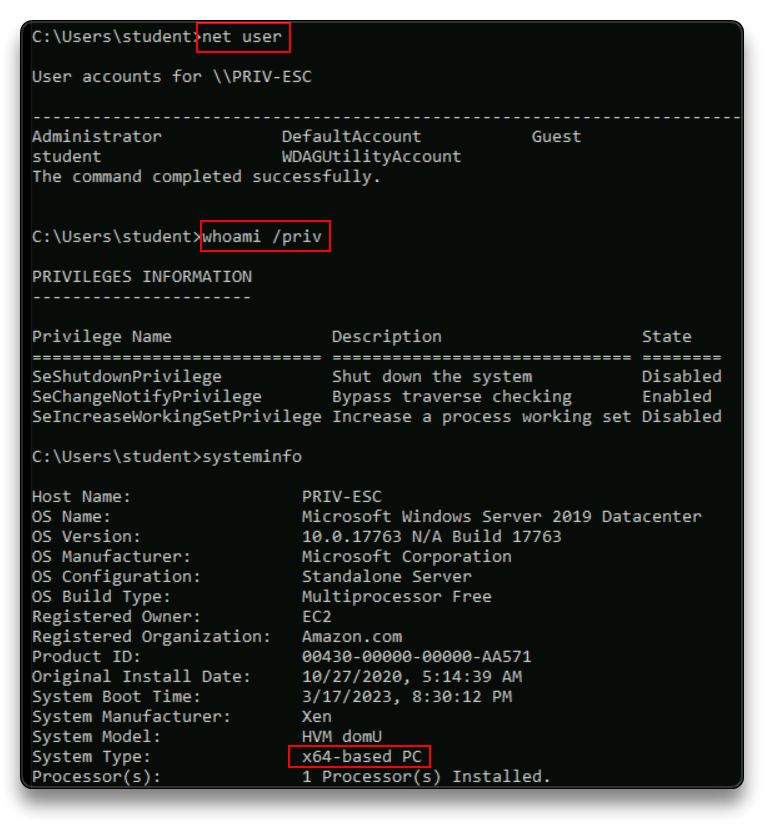 C:\Users\student>net user
User accounts for \\PRIV-ESC
-----------------------------------------------------------------------
Administrator            DefaultAccount           Guest
student                  WDAGUtilityAccount
The command completed successfully.
C:\Users\student>whoami /priv
PRIVILEGES INFORMATION
----------------------
Privilege Name                Description                    State
============================= ============================== ========
SeShutdownPrivilege           Shut down the system           Disabled
SeChangeNotifyPrivilege       Bypass traverse checking       Enabled
SeIncreaseWorkingSetPrivilege Increase a process working set Disabled
C:\Users\student>systeminfo
Host Name:                 PRIV-ESC
OS Name:                   Microsoft Windows Server 2019 Datacenter
OS Version:                10.0.17763 N/A Build 17763
OS Manufacturer:           Microsoft Corporation
OS Configuration:          Standalone Server
OS Build Type:             Multiprocessor Free
Registered Owner:          EC2
Registered Organization:   Amazon.com
Product ID:                00430-00000-00000-AA571
Original Install Date:     10/27/2020, 5:14:39 AM
System Boot Time:          3/17/2023, 8:30:12 PM
System Manufacturer:       Xen
System Model:              HVM domU
System Type:               x64-based PC
Processor(s):              1 Processor(s) Installed.